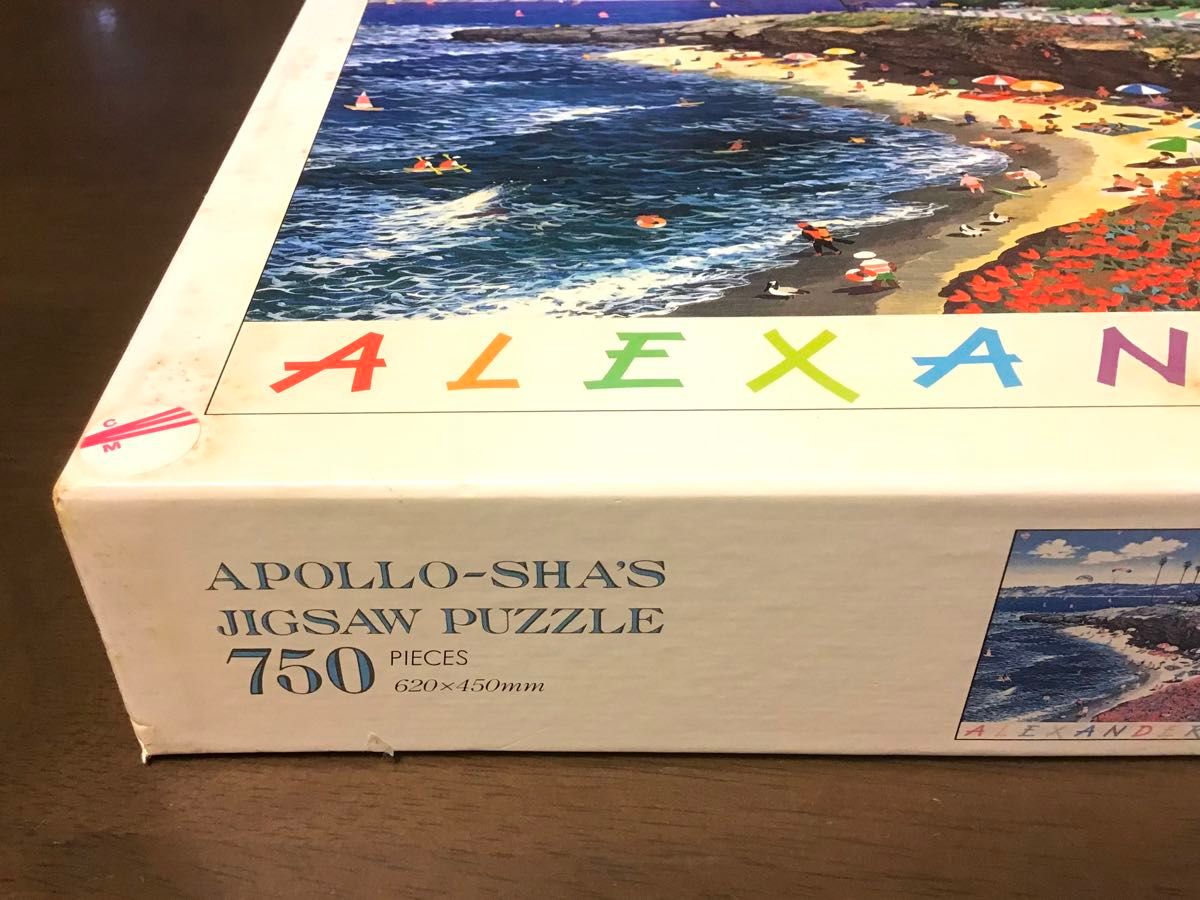 ALEXAN
C
M
APOLLO-SHA'S
JIGSAW PUZZLE
750 PIECES
620×450mm
ALEXANDER